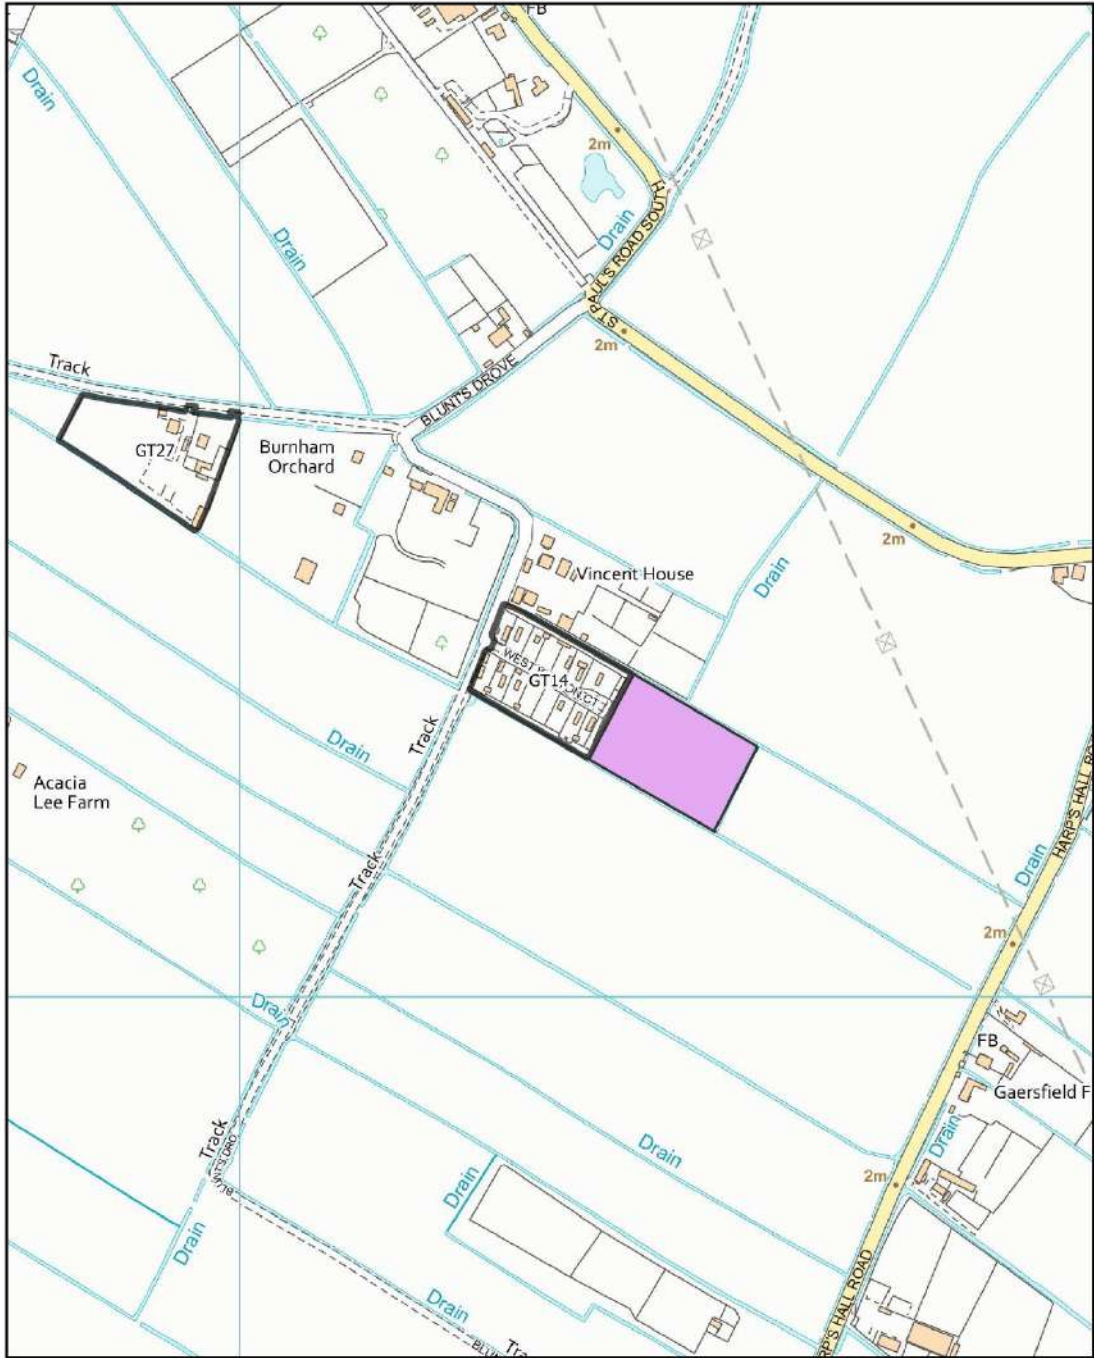 FB
Drain
2m
Drain
Drain
ST PAUL'S ROAD SOUTH
2m
Track
BLUNT'S DROVE
GT27
Burnham
Orchard
2m
Vincent House
Drain
GT14
Track
Drain
Acacia
Lee Farm
HARP'S HALL
Track
Drain
2m
Drain
FB
Gaersfield F
Track
Drain
Drain
Drain
2m
Drain
Drain
HALL ROAD